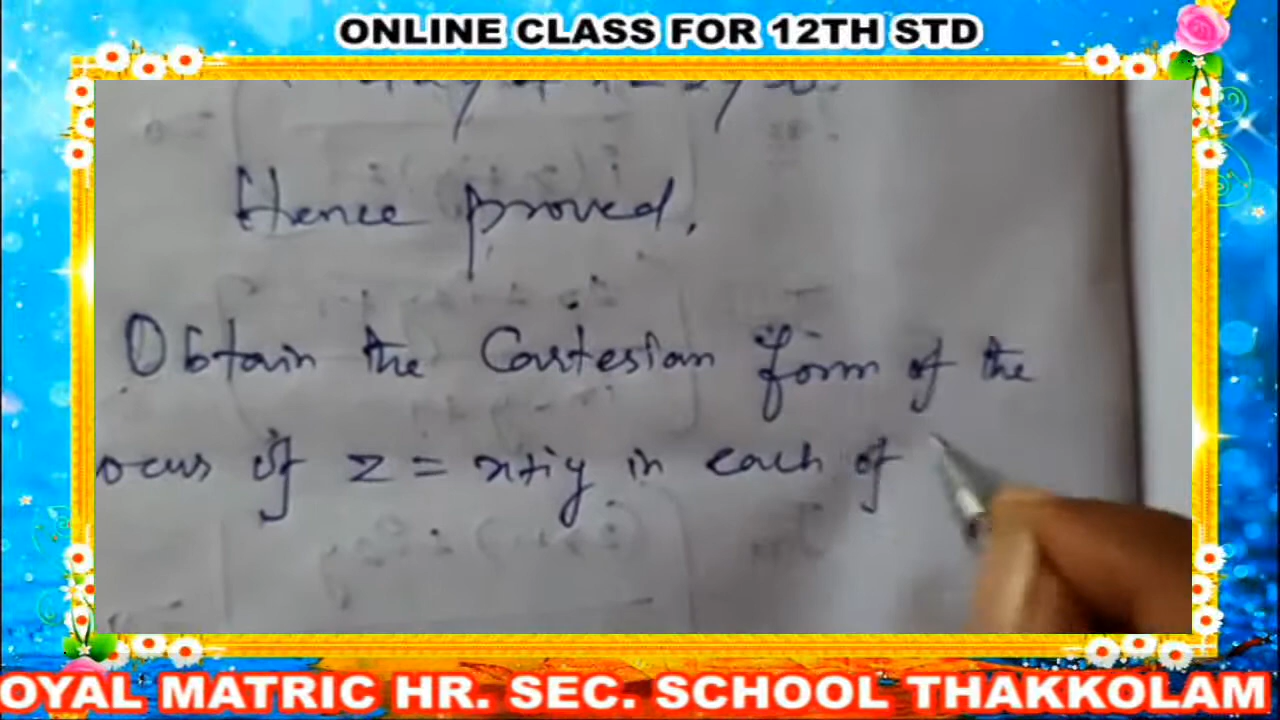 ONLINE CLASS FOR 12TH STD
Hence proved.
Obtain the Cartesian form of the
ocus of z = x+iy in each of
OYAL MATRIC HR. SEC. SCHOOL THAKKOLAM